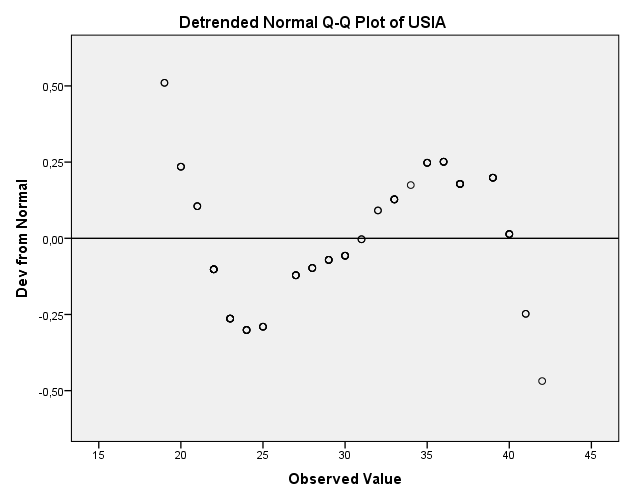 Detrended Normal Q-Q Plot of USIA
Dev from Normal
0,50
0,25
0,00
-0,25
-0,50
15 20 25 30 35 40 45
Observed Value